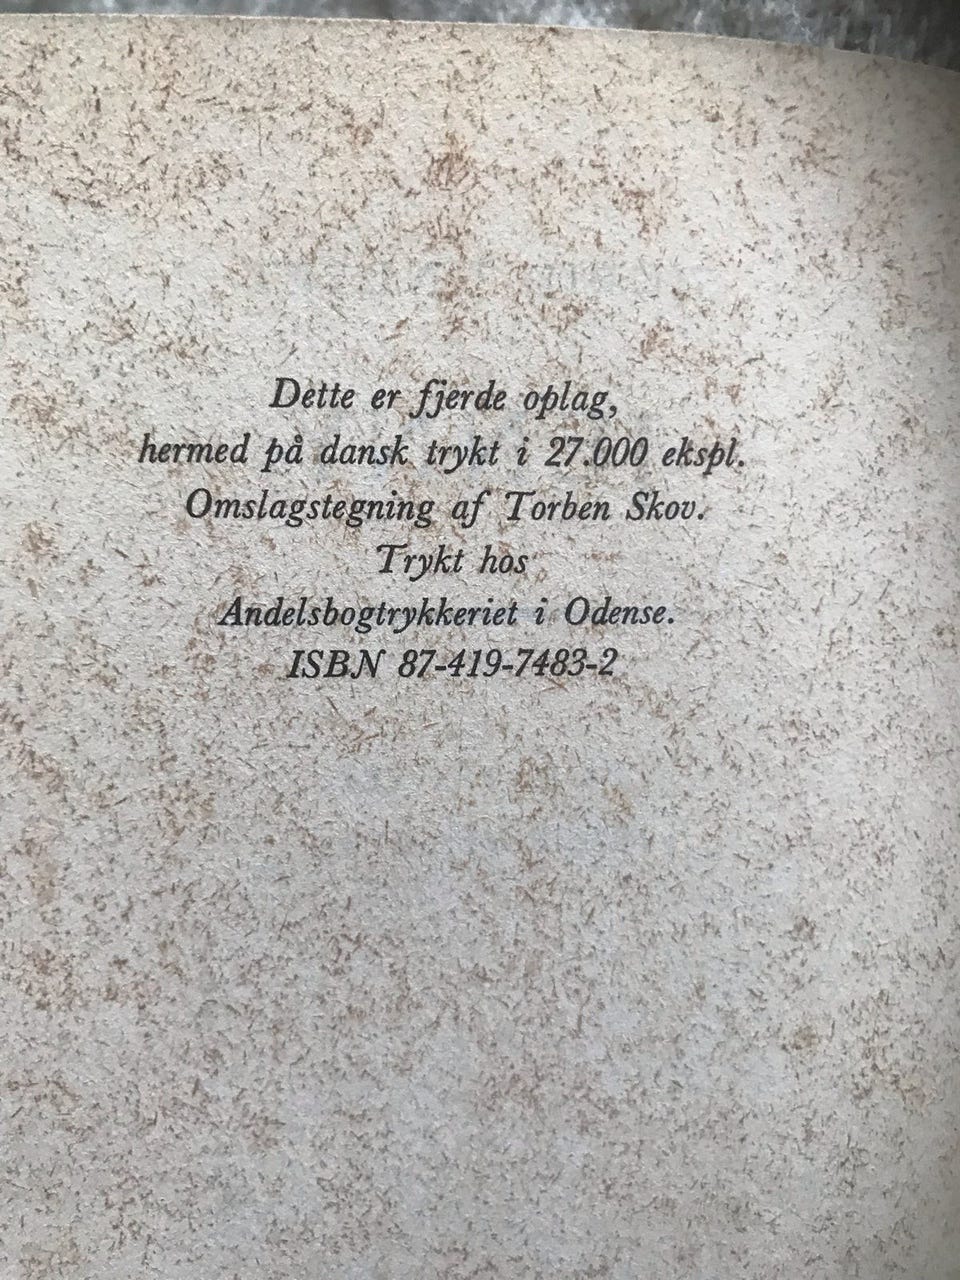 Dette er fjerde oplag,
hermed på dansk trykt i 27.000 ekspl.
Omslagstegning af Torben Skov.
Trykt hos
Andelsbogtrykkeriet i Odense.
ISBN 87-419-7483-2